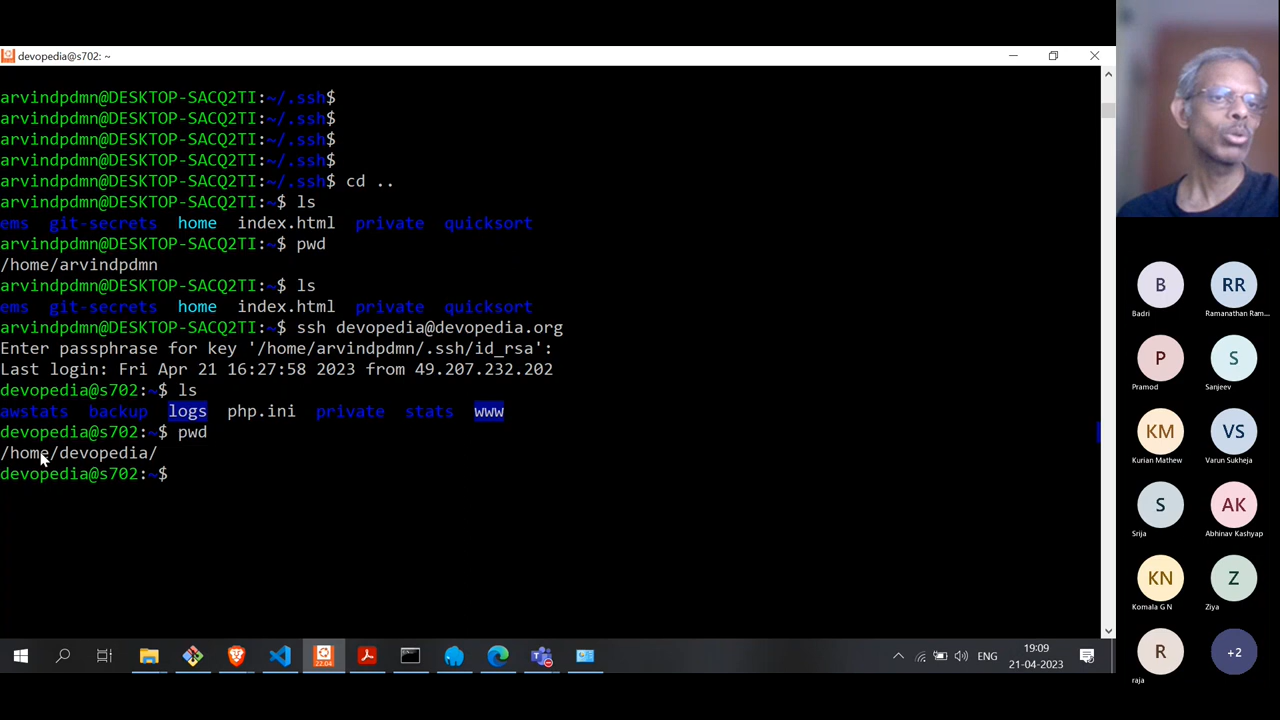 devopedia@s702: ~
arvindpdmn@DESKTOP-SACQ2TI:~/.ssh$
arvindpdmn@DESKTOP-SACQ2TI:~/.ssh$
arvindpdmn@DESKTOP-SACQ2TI:~/.ssh$
arvindpdmn@DESKTOP-SACQ2TI:~/.ssh$
arvindpdmn@DESKTOP-SACQ2TI:~/.ssh$ cd ..
arvindpdmn@DESKTOP-SACQ2TI:~$ ls
ems git-secrets home index.html private quicksort
arvindpdmn@DESKTOP-SACQ2TI:~$ pwd
/home/arvindpdmn
arvindpdmn@DESKTOP-SACQ2TI:~$ ls
ems git-secrets home index.html private quicksort
arvindpdmn@DESKTOP-SACQ2TI:~$ ssh devopedia@devopedia.org
Enter passphrase for key '/home/arvindpdmn/.ssh/id_rsa':
Last login: Fri Apr 21 16:27:58 2023 from 49.207.232.202
devopedia@s702:~$ ls
awstats backup logs php.ini private stats www
devopedia@s702:~$ pwd
/home/devopedia/
devopedia@s702:~$
B
Badri
RR
Ramanathan Ram...
P
Pramod
S
Sanjeev
KM
Kurian Mathew
VS
Varun Sukheja
S
Srija
AK
Abhinav Kashyap
KN
Komala G N
Z
Ziya
R
raja
+2
22.04
ENG
19:09
21-04-2023